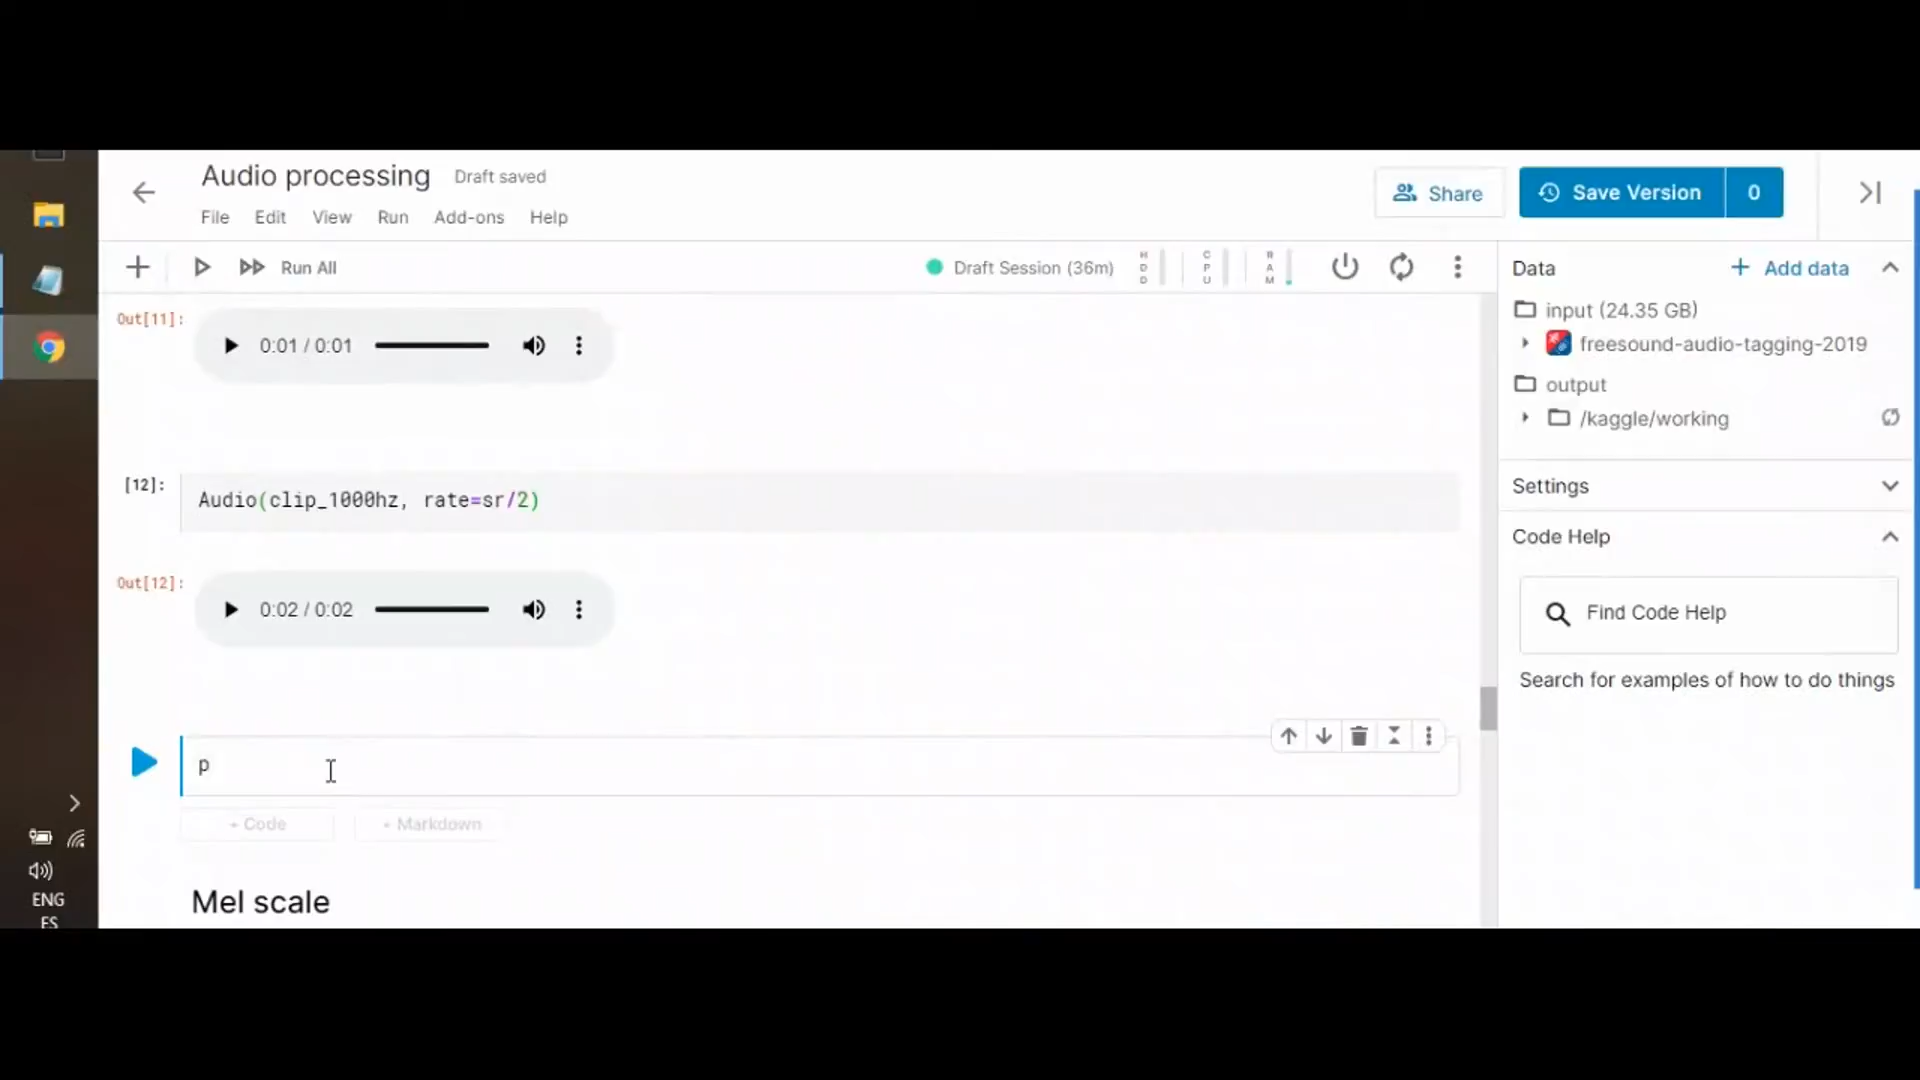 Audio processing Draft saved
File Edit View Run Add-ons Help
Share
Save Version 0
Run All
Draft Session (36m)
HDD
CPU
RAM
Out[11]:
0:01 / 0:01
[12]:
Audio(clip_1000hz, rate=sr/2)
Out[12]:
0:02 / 0:02
p
+ Code
+ Markdown
Mel scale
Data
+ Add data
input (24.35 GB)
freesound-audio-tagging-2019
output
/kaggle/working
Settings
Code Help
Find Code Help
Search for examples of how to do things
ENG
ES